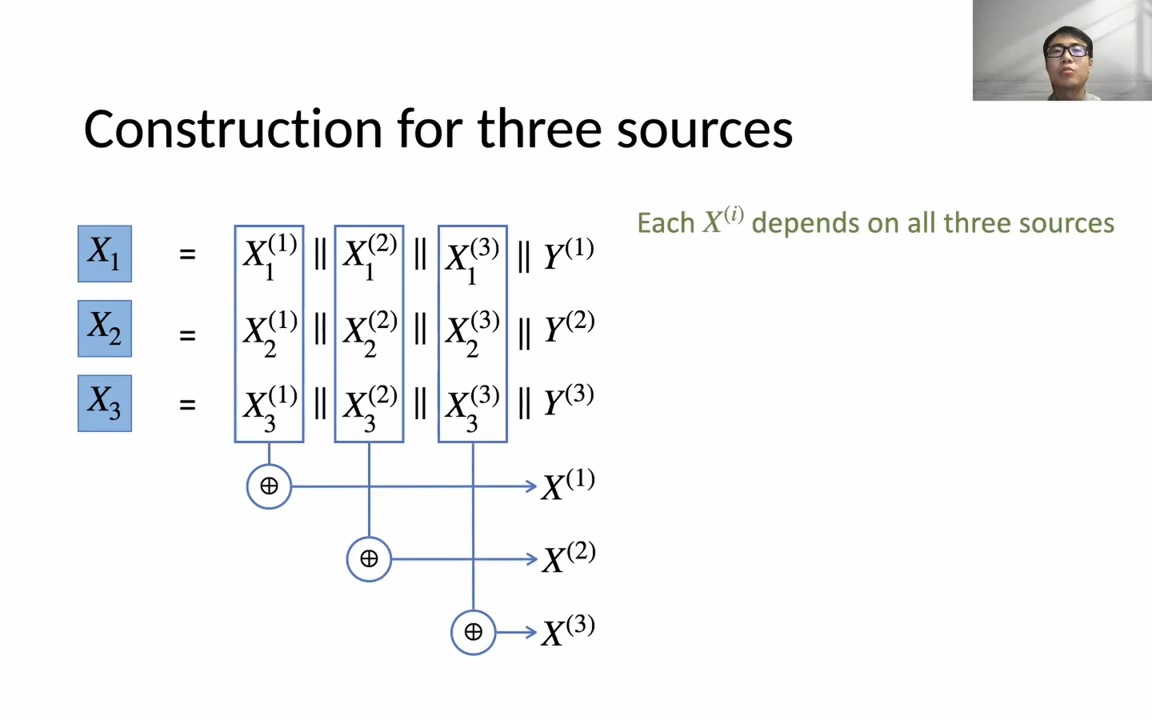 Construction for three sources
Each X^(i) depends on all three sources
X₁ = X₁^(1) || X₁^(2) || X₁^(3) || Y^(1)
X₂ = X₂^(1) || X₂^(2) || X₂^(3) || Y^(2)
X₃ = X₃^(1) || X₃^(2) || X₃^(3) || Y^(3)
⊕ X^(1)
⊕ X^(2)
⊕ X^(3)